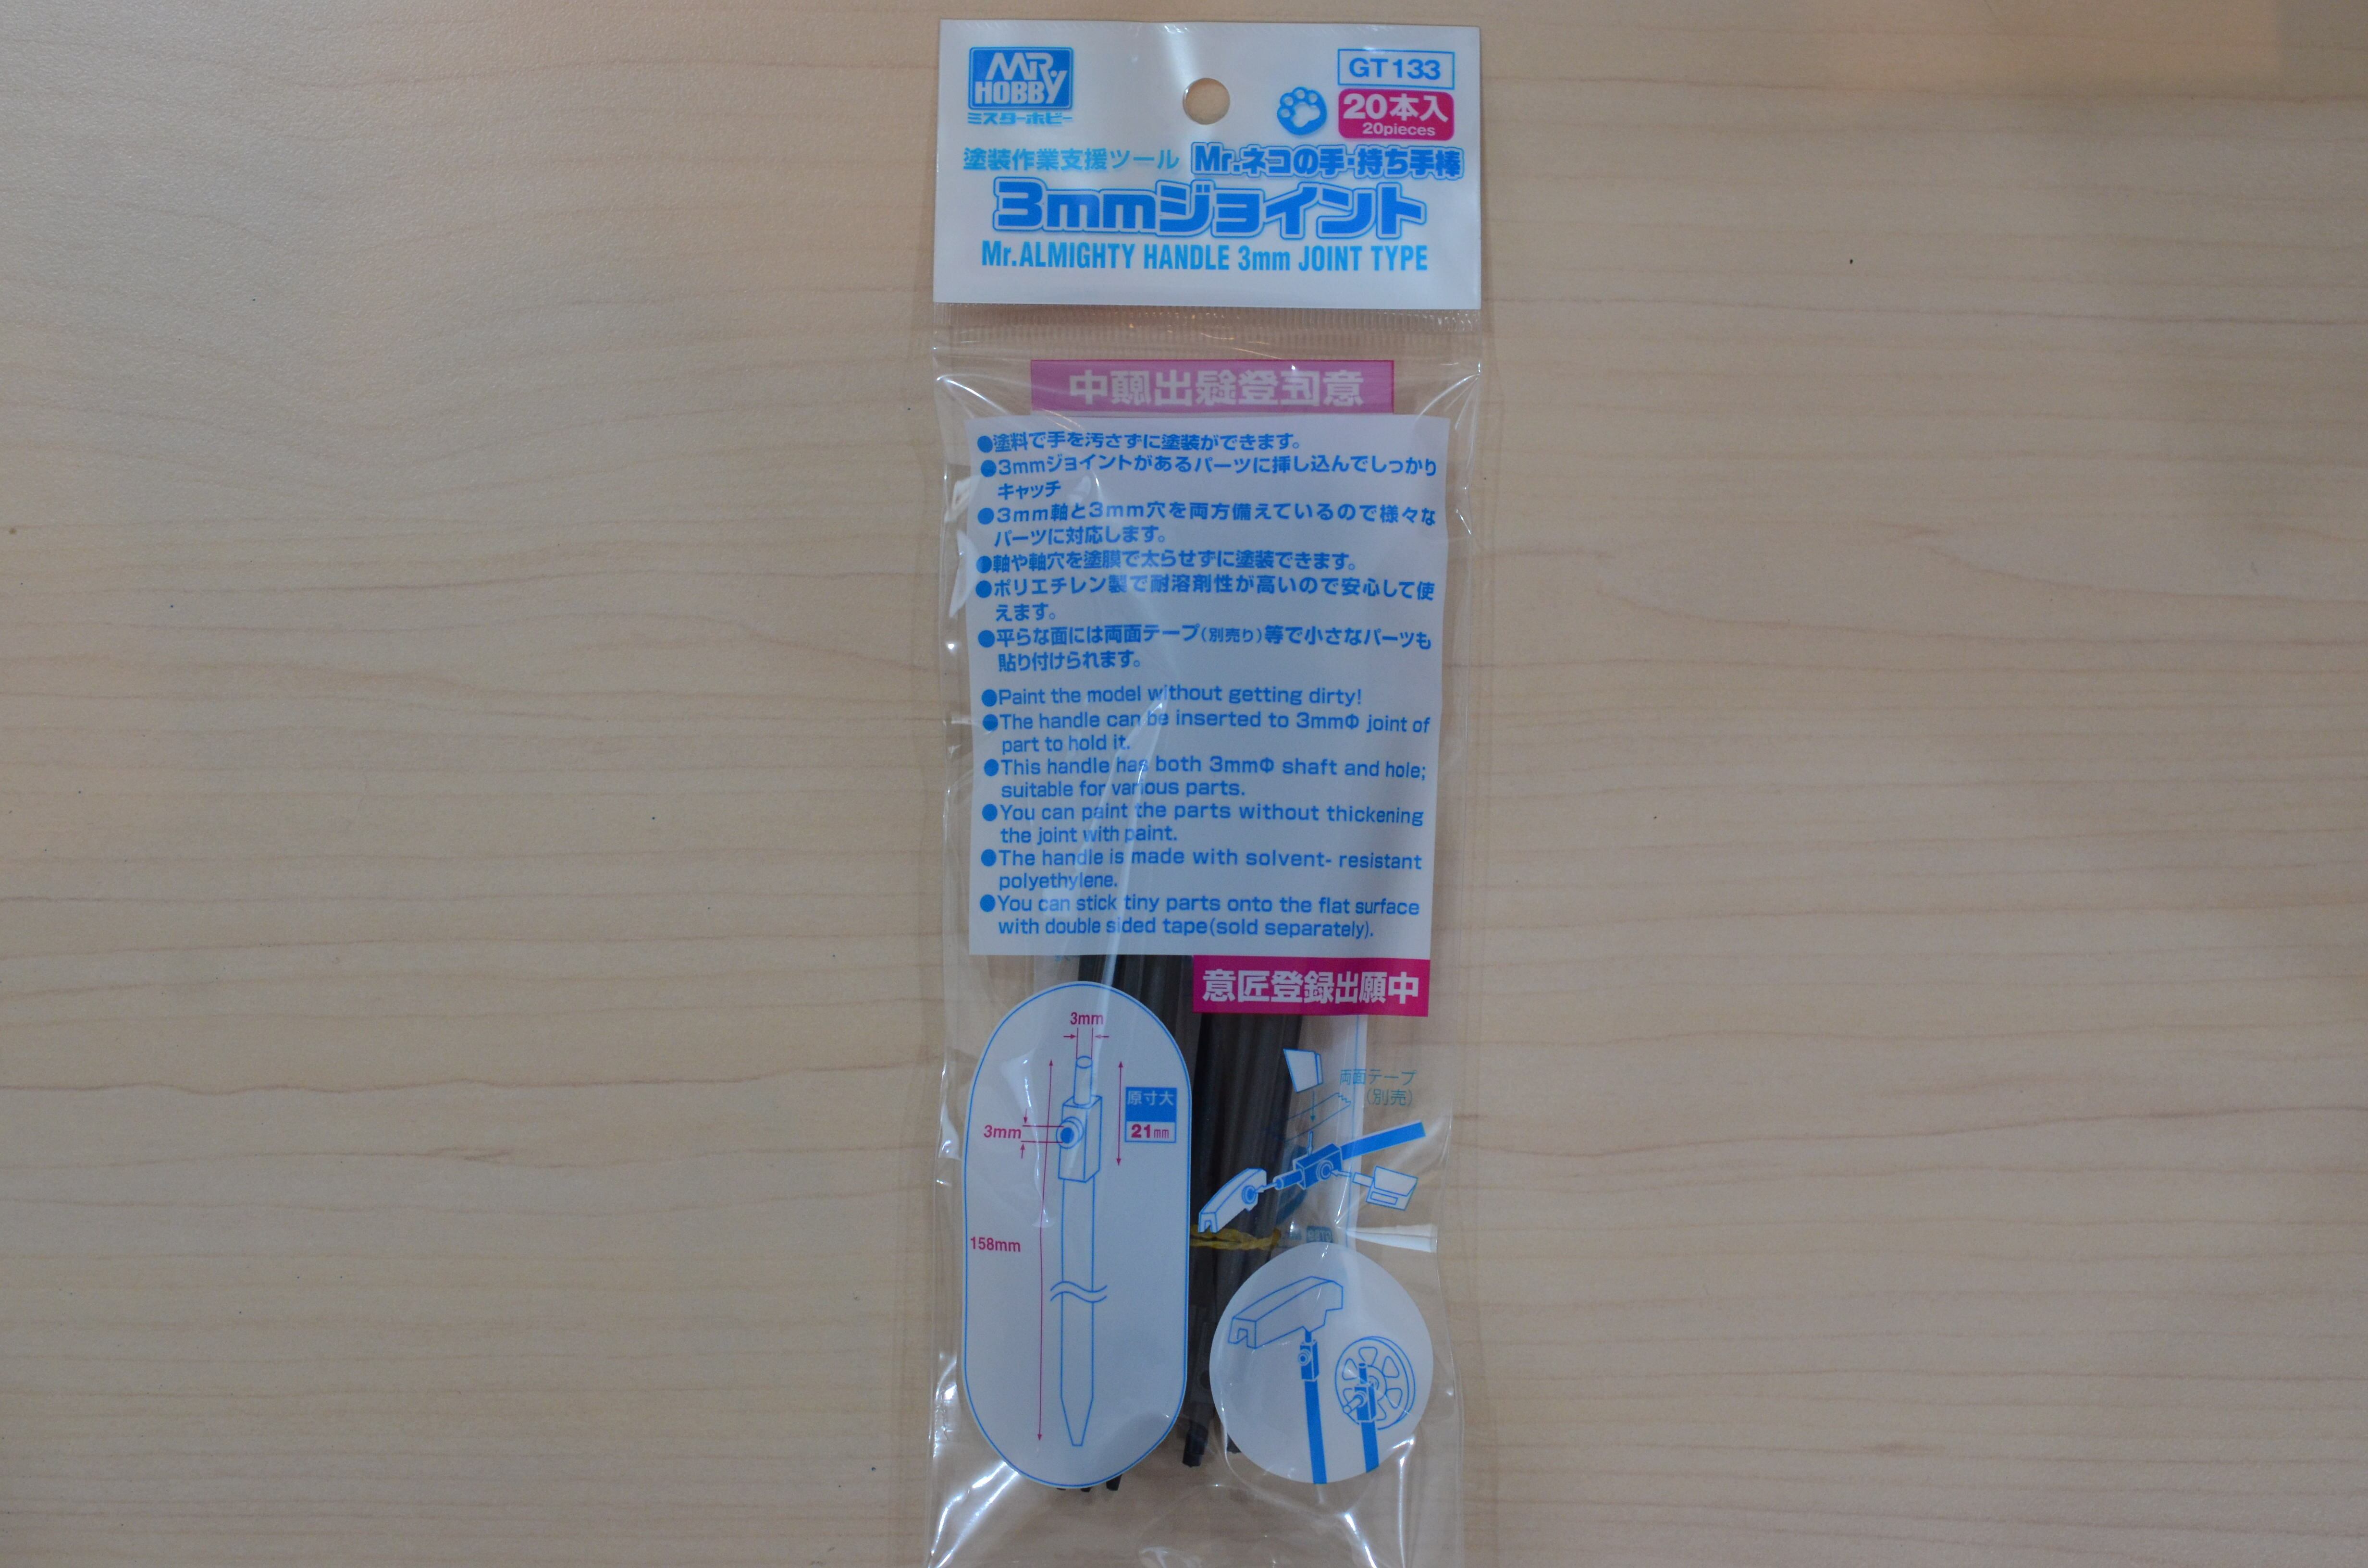 MR HOBBY
ミスターホビー
GT133
20本入
20pieces
塗装作業支援ツール Mr.ネコの手・持ち手棒
3mmジョイント
Mr.ALMIGHTY HANDLE 3mm JOINT TYPE
意匠登録出願中
●塗料で手を汚さずに塗装ができます。
●3mmジョイントがあるパーツに挿し込んでしっかり
キャッチ
●3mm軸と3mm穴を両方備えているので様々な
パーツに対応します。
●軸や軸穴を塗膜で太らせずに塗装できます。
●ポリエチレン製で耐溶剤性が高いので安心して使
えます。
●平らな面には両面テープ(別売り)等で小さなパーツも
貼り付けられます。
●Paint the model without getting dirty!
●The handle can be inserted to 3mmΦ joint of
part to hold it.
●This handle has both 3mmΦ shaft and hole;
suitable for various parts.
●You can paint the parts without thickening
the joint with paint.
●The handle is made with solvent- resistant
polyethylene.
●You can stick tiny parts onto the flat surface
with double sided tape(sold separately).
意匠登録出願中
3mm
原寸大
21mm
3mm
158mm
両面テープ
(別売)